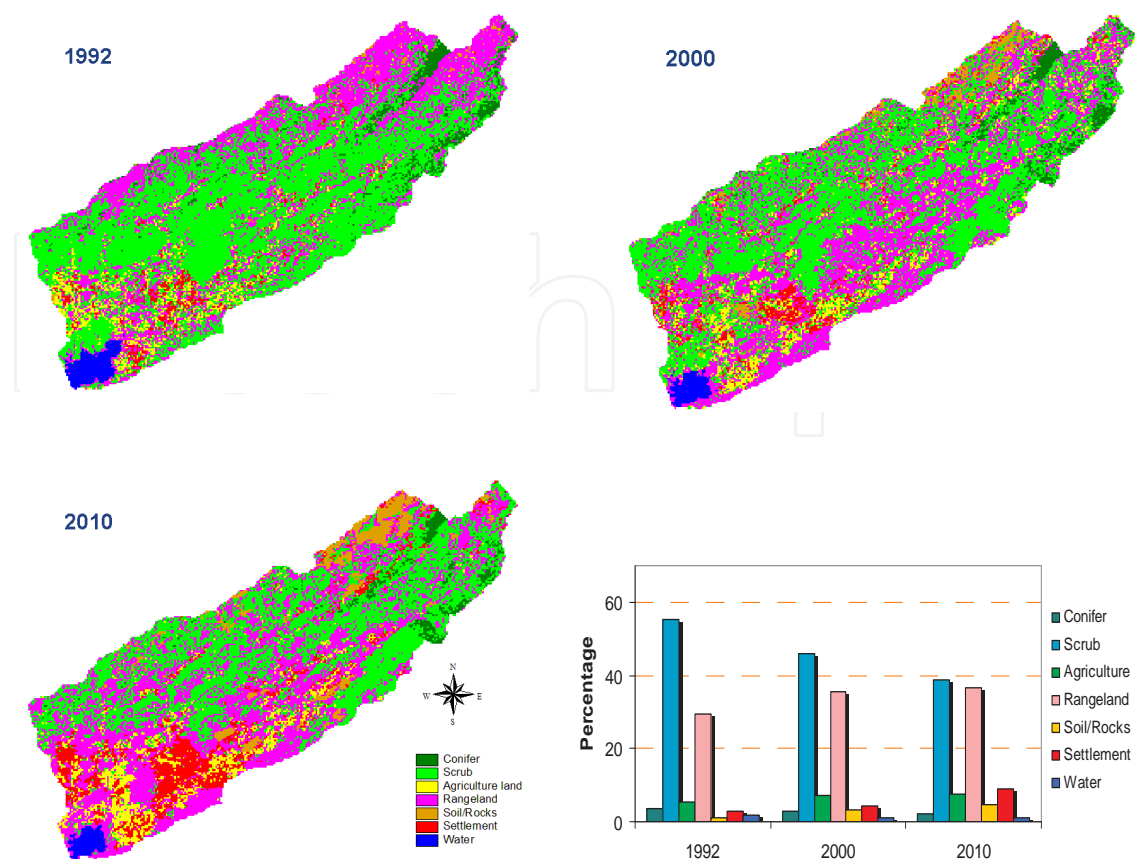 1992
2000
2010
N
W E
S
Conifer
Scrub
Agriculture land
Rangeland
Soil/Rocks
Settlement
Water
Percentage
60
40
20
0
1992 2000 2010
Conifer
Scrub
Agriculture
Rangeland
Soil/Rocks
Settlement
Water